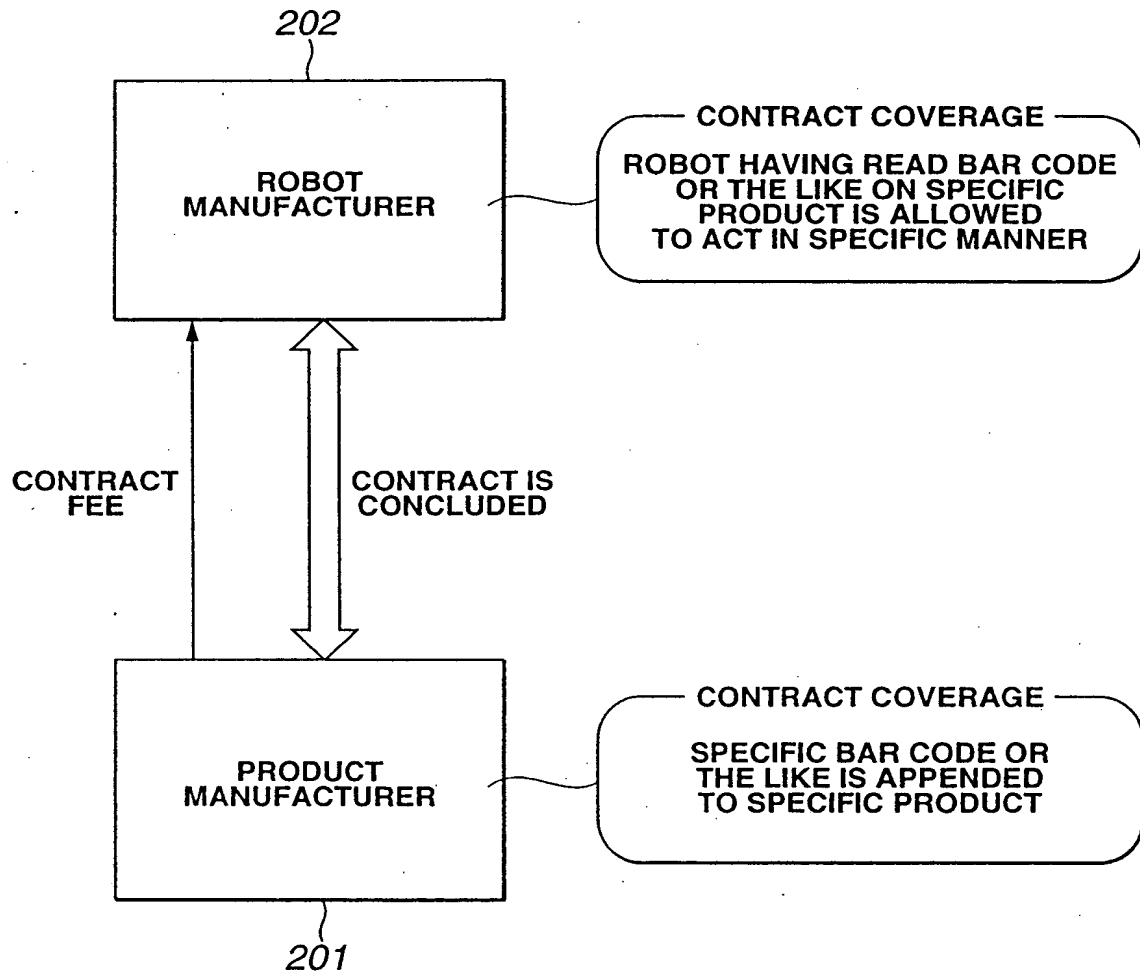 202
ROBOT
MANUFACTURER
CONTRACT COVERAGE
ROBOT HAVING READ BAR CODE
OR THE LIKE ON SPECIFIC
PRODUCT IS ALLOWED
TO ACT IN SPECIFIC MANNER
CONTRACT
FEE
CONTRACT IS
CONCLUDED
PRODUCT
MANUFACTURER
CONTRACT COVERAGE
SPECIFIC BAR CODE OR
THE LIKE IS APPENDED
TO SPECIFIC PRODUCT
201